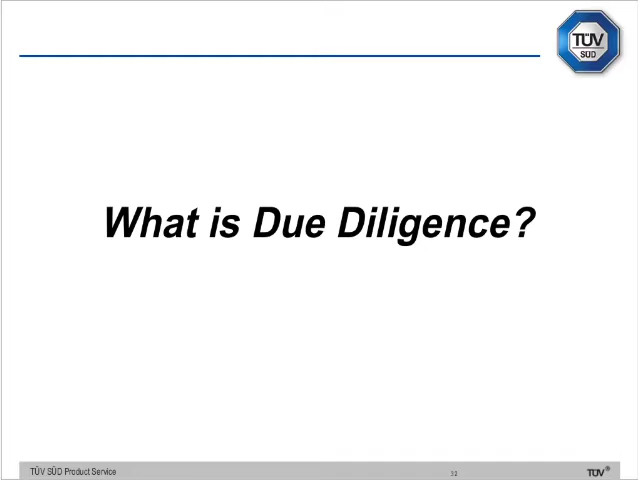 TÜV
SÜD
What is Due Diligence?
TÜV SÜD Product Service
32
TÜV®